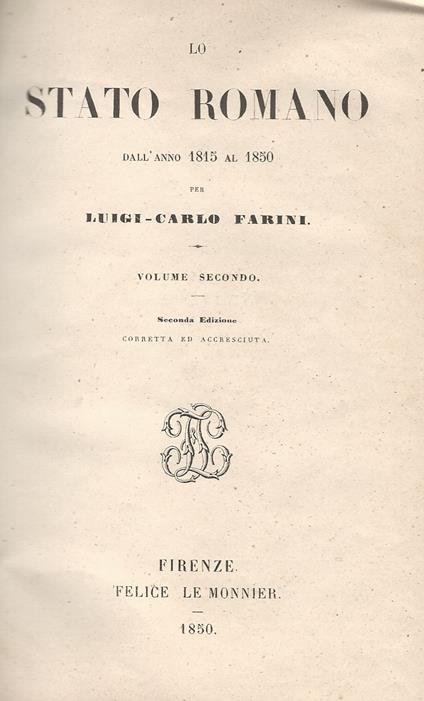 LO
STATO ROMANO
DALL'ANNO 1815 AL 1850
PER
LUIGI-CARLO FARINI.
VOLUME SECONDO.
Seconda Edizione
CORRETTA ED ACCRESCIUTA.
FIRENZE.
FELICE LE MONNIER.
1850.